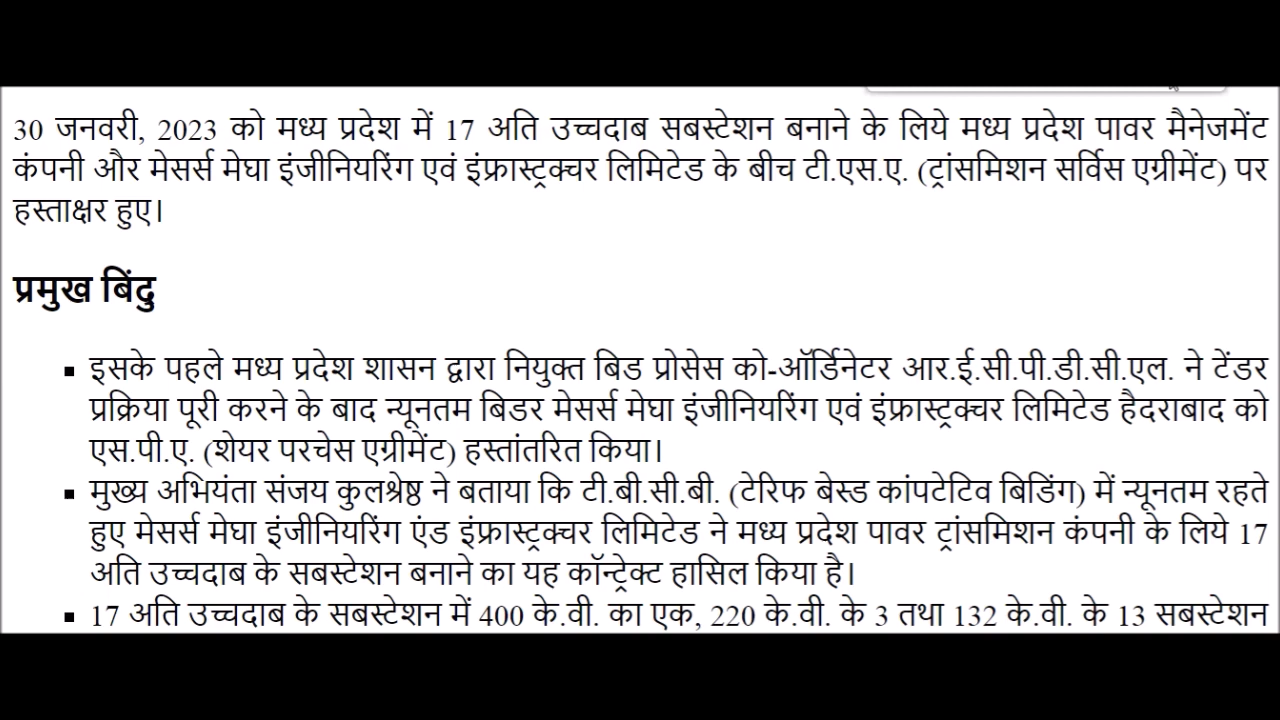 30 जनवरी, 2023 को मध्य प्रदेश में 17 अति उच्चदाब सबस्टेशन बनाने के लिये मध्य प्रदेश पावर मैनेजमेंट
कंपनी और मेसर्स मेघा इंजीनियरिंग एवं इंफ्रास्ट्रक्चर लिमिटेड के बीच टी.एस.ए. (ट्रांसमिशन सर्विस एग्रीमेंट) पर
हस्ताक्षर हुए।
प्रमुख बिंदु
▪ इसके पहले मध्य प्रदेश शासन द्वारा नियुक्त बिड प्रोसेस को-ऑर्डिनेटर आर.ई.सी.पी.डी.सी.एल. ने टेंडर
प्रक्रिया पूरी करने के बाद न्यूनतम बिडर मेसर्स मेघा इंजीनियरिंग एवं इंफ्रास्ट्रक्चर लिमिटेड हैदराबाद को
एस.पी.ए. (शेयर परचेस एग्रीमेंट) हस्तांतरित किया।
▪ मुख्य अभियंता संजय कुलश्रेष्ठ ने बताया कि टी.बी.सी.बी. (टेरिफ बेस्ड कांपटेटिव बिडिंग) में न्यूनतम रहते
हुए मेसर्स मेघा इंजीनियरिंग एंड इंफ्रास्ट्रक्चर लिमिटेड ने मध्य प्रदेश पावर ट्रांसमिशन कंपनी के लिये 17
अति उच्चदाब के सबस्टेशन बनाने का यह कॉन्ट्रेक्ट हासिल किया है।
▪ 17 अति उच्चदाब के सबस्टेशन में 400 के.वी. का एक, 220 के.वी. के 3 तथा 132 के.वी. के 13 सबस्टेशन